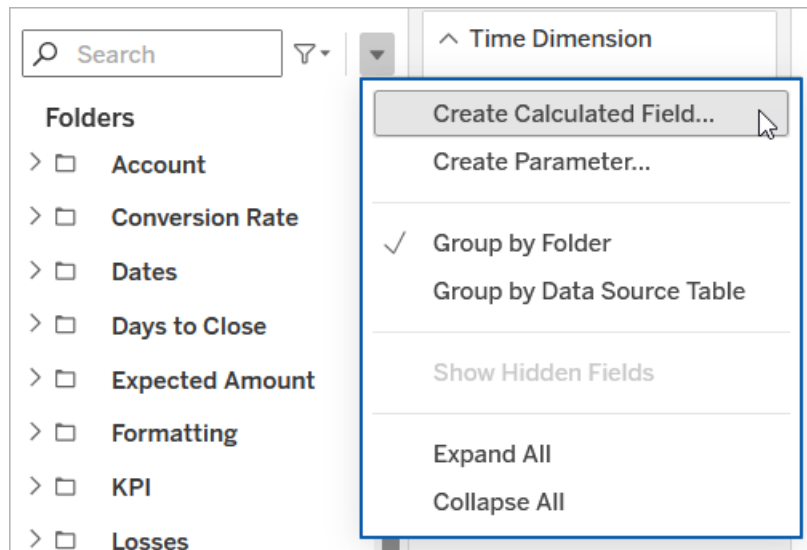 Search
Time Dimension
Folders
Account
Conversion Rate
Dates
Days to Close
Expected Amount
Formatting
KPI
Losses
Create Calculated Field...
Create Parameter...
Group by Folder
Group by Data Source Table
Show Hidden Fields
Expand All
Collapse All